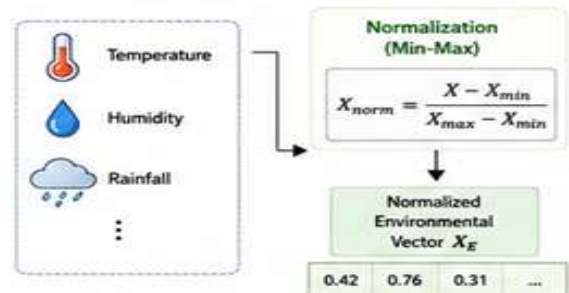 Temperature
Humidity
Rainfall
⋮
Normalization
(Min-Max)
X_norm = (X − X_min) / (X_max − X_min)
Normalized
Environmental
Vector X_E
0.42 0.76 0.31 ...